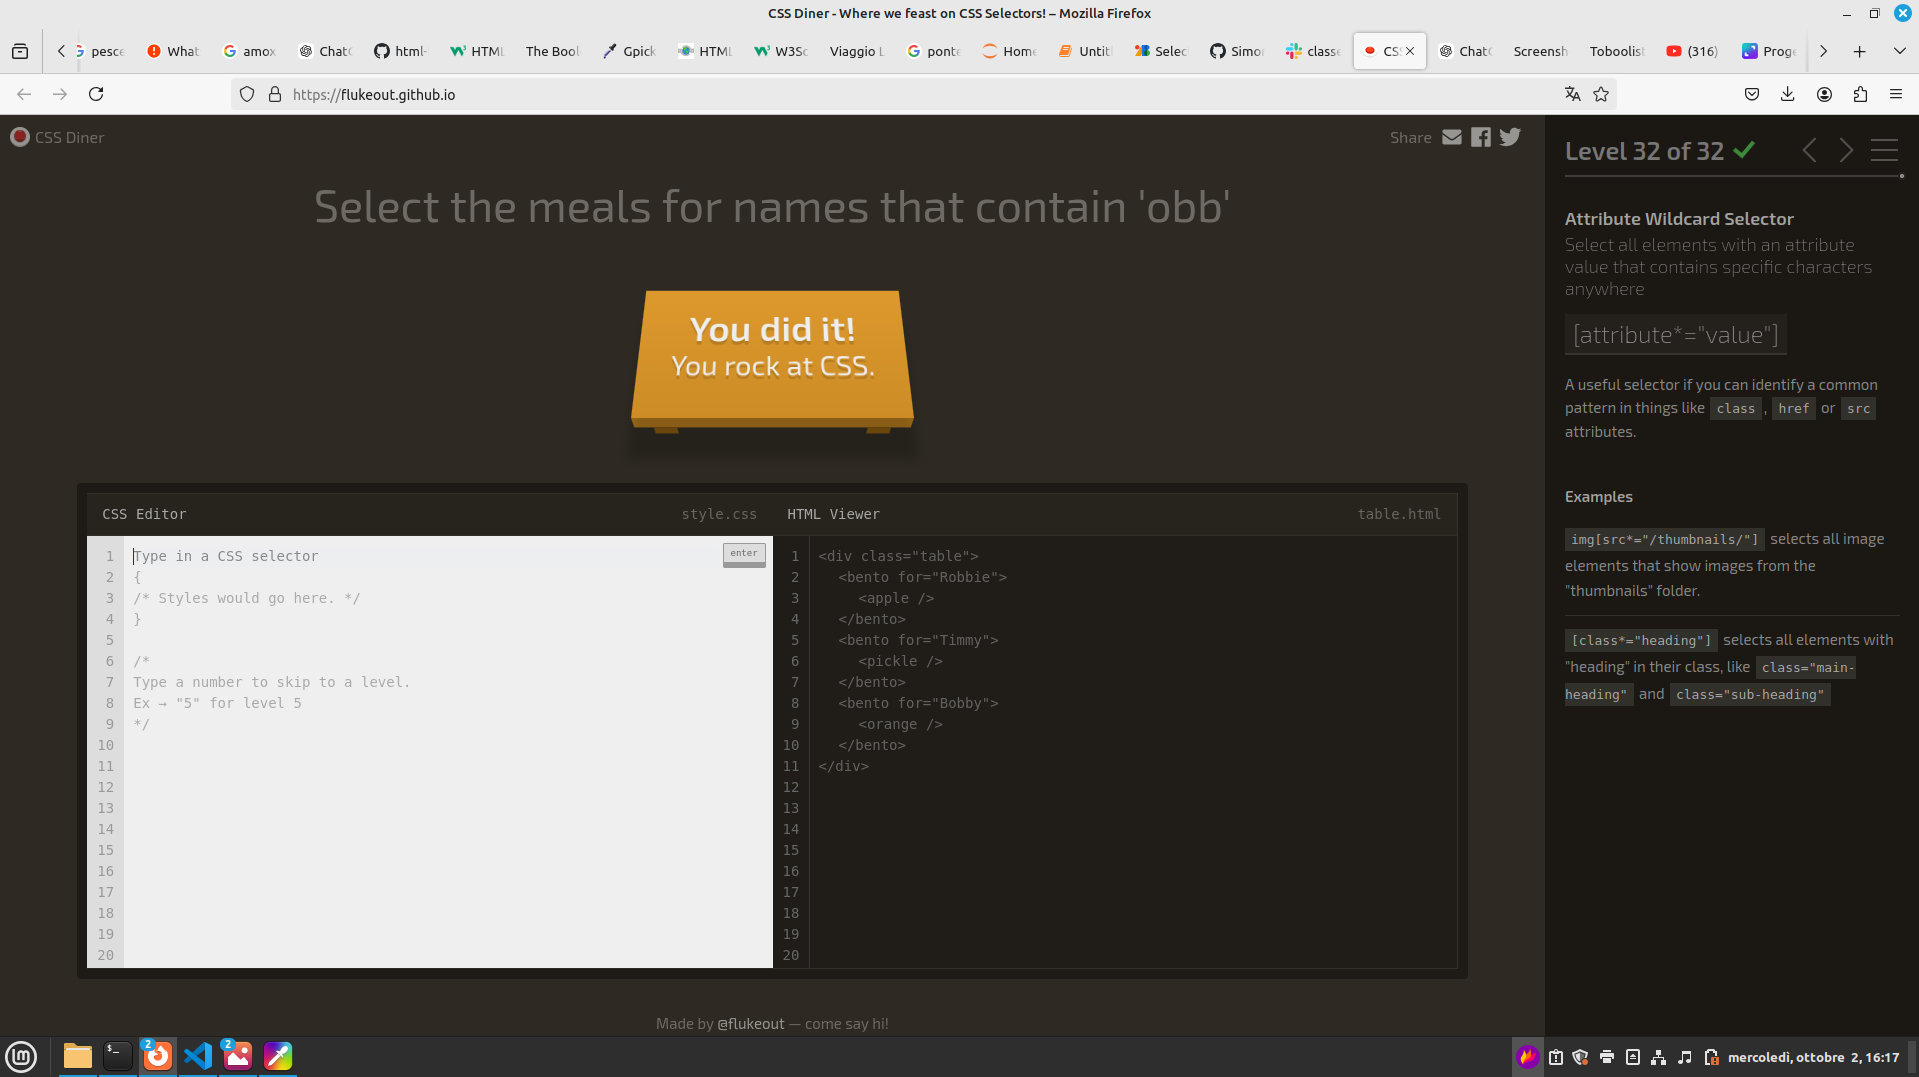 CSS Diner - Where we feast on CSS Selectors! – Mozilla Firefox
pesce
What
amox
ChatG
html-
HTML
The Bool
Gpick
HTML
W3Sc
Viaggio L
ponte
Home
Untit
Selec
Simo
classe
CSS
ChatG
Screensh
Toboolist
(316)
Proge
https://flukeout.github.io
CSS Diner
Share
Select the meals for names that contain 'obb'
You did it!
You rock at CSS.
CSS Editor style.css
1 Type in a CSS selector
enter
2 {
3 /* Styles would go here. */
4 }
5
6 /*
7 Type a number to skip to a level.
8 Ex → "5" for level 5
9 */
10
11
12
13
14
15
16
17
18
19
20
HTML Viewer table.html
1 <div class="table">
2 <bento for="Robbie">
3 <apple />
4 </bento>
5 <bento for="Timmy">
6 <pickle />
7 </bento>
8 <bento for="Bobby">
9 <orange />
10 </bento>
11 </div>
12
13
14
15
16
17
18
19
20
Made by @flukeout — come say hi!
Level 32 of 32
Attribute Wildcard Selector
Select all elements with an attribute
value that contains specific characters
anywhere
[attribute*="value"]
A useful selector if you can identify a common
pattern in things like class , href or src
attributes.
Examples
img[src*="/thumbnails/"] selects all image
elements that show images from the
"thumbnails" folder.
[class*="heading"] selects all elements with
"heading" in their class, like class="main-
heading" and class="sub-heading"
$_
2
2
mercoledì, ottobre 2, 16:17